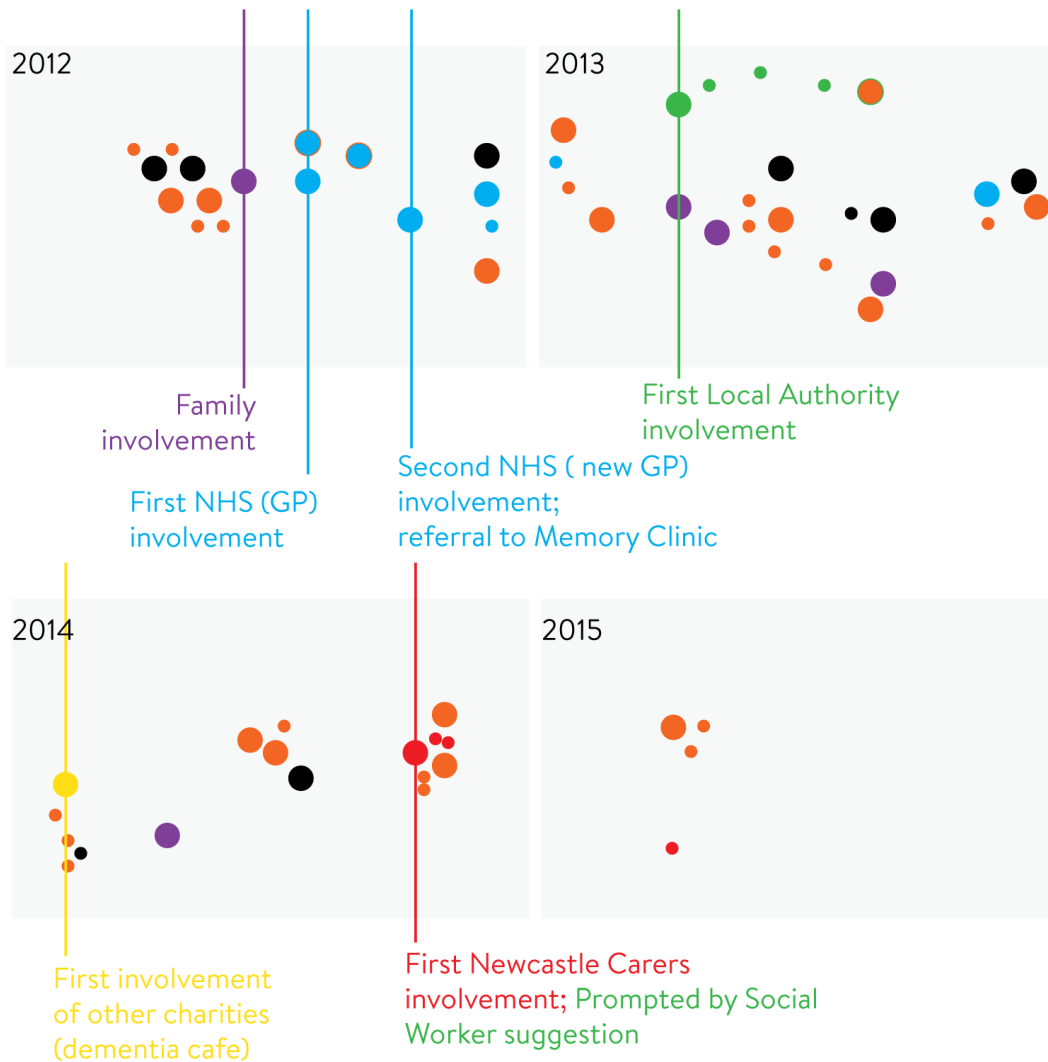 2012
2013
Family
involvement
First NHS (GP)
involvement
Second NHS ( new GP)
involvement;
referral to Memory Clinic
First Local Authority
involvement
2014
2015
First involvement
of other charities
(dementia cafe)
First Newcastle Carers
involvement; Prompted by Social
Worker suggestion